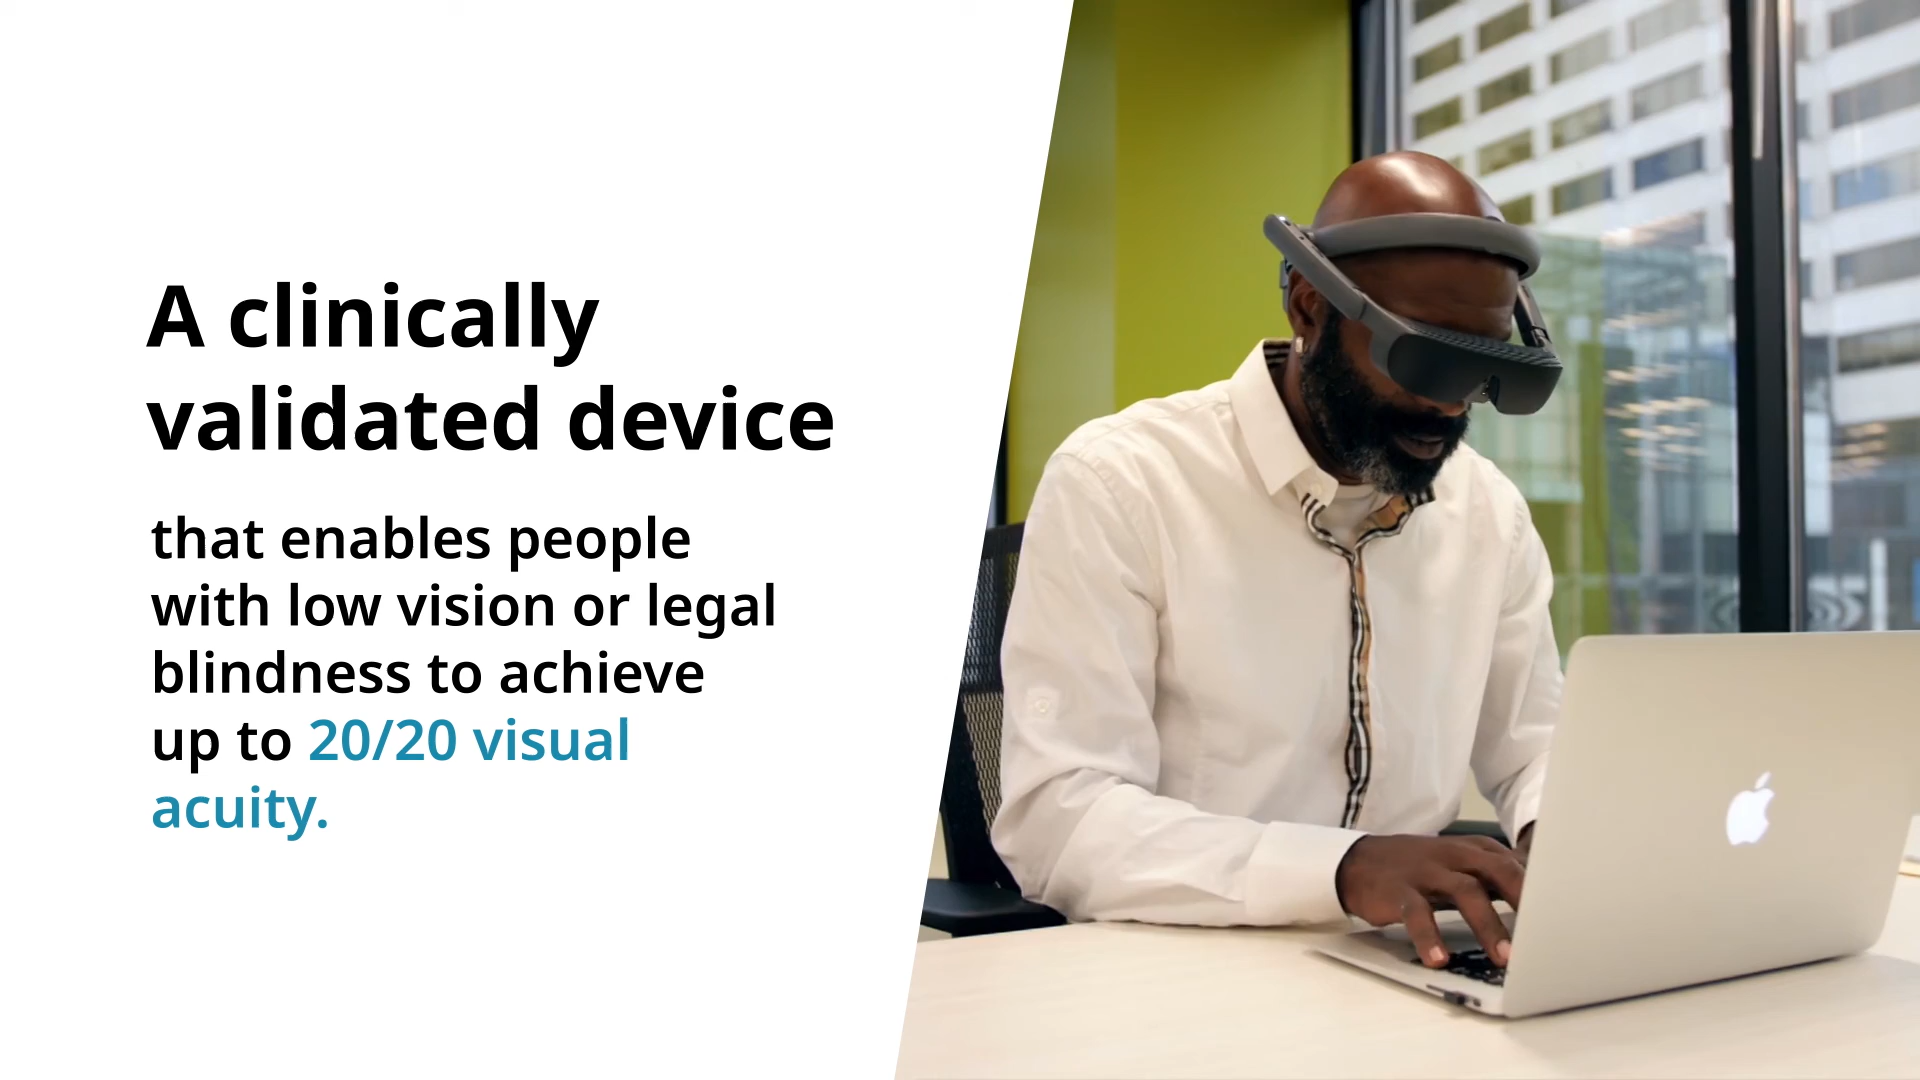 A clinically
validated device
that enables people
with low vision or legal
blindness to achieve
up to 20/20 visual
acuity.